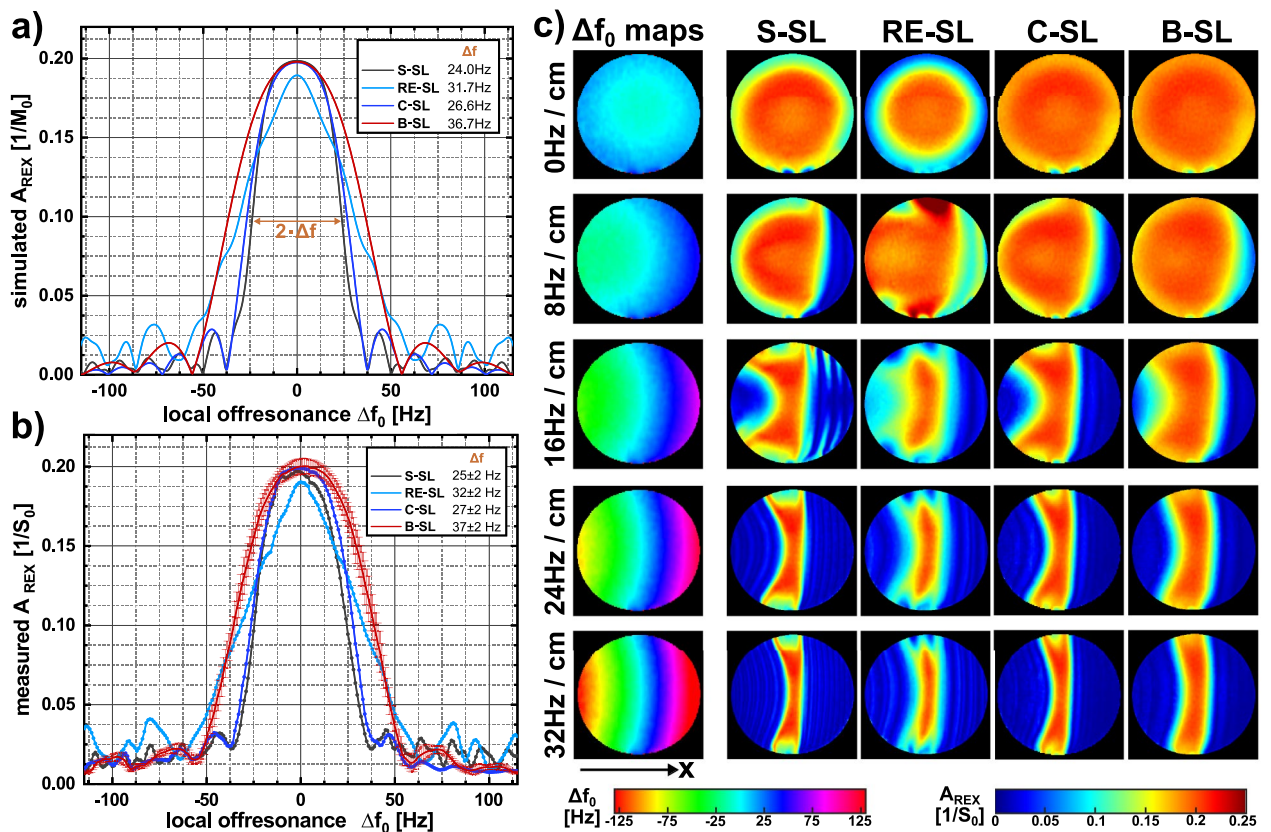 a)
simulated A_REX [1/M_0]
0.20
0.15
0.10
0.05
0.00
-100
-50
0
50
100
local offresonance Δf_0 [Hz]
Δf
S-SL 24.0Hz
RE-SL 31.7Hz
C-SL 26.6Hz
B-SL 36.7Hz
2·Δf
b)
measured A_REX [1/S_0]
0.20
0.15
0.10
0.05
0.00
-100
-50
0
50
100
local offresonance Δf_0 [Hz]
Δf
S-SL 25±2 Hz
RE-SL 32±2 Hz
C-SL 27±2 Hz
B-SL 37±2 Hz
c)
Δf_0 maps
S-SL
RE-SL
C-SL
B-SL
0Hz / cm
8Hz / cm
16Hz / cm
24Hz / cm
32Hz / cm
x
Δf_0
[Hz]
-125
-75
-25
25
75
125
A_REX
[1/S_0]
0
0.05
0.1
0.15
0.2
0.25